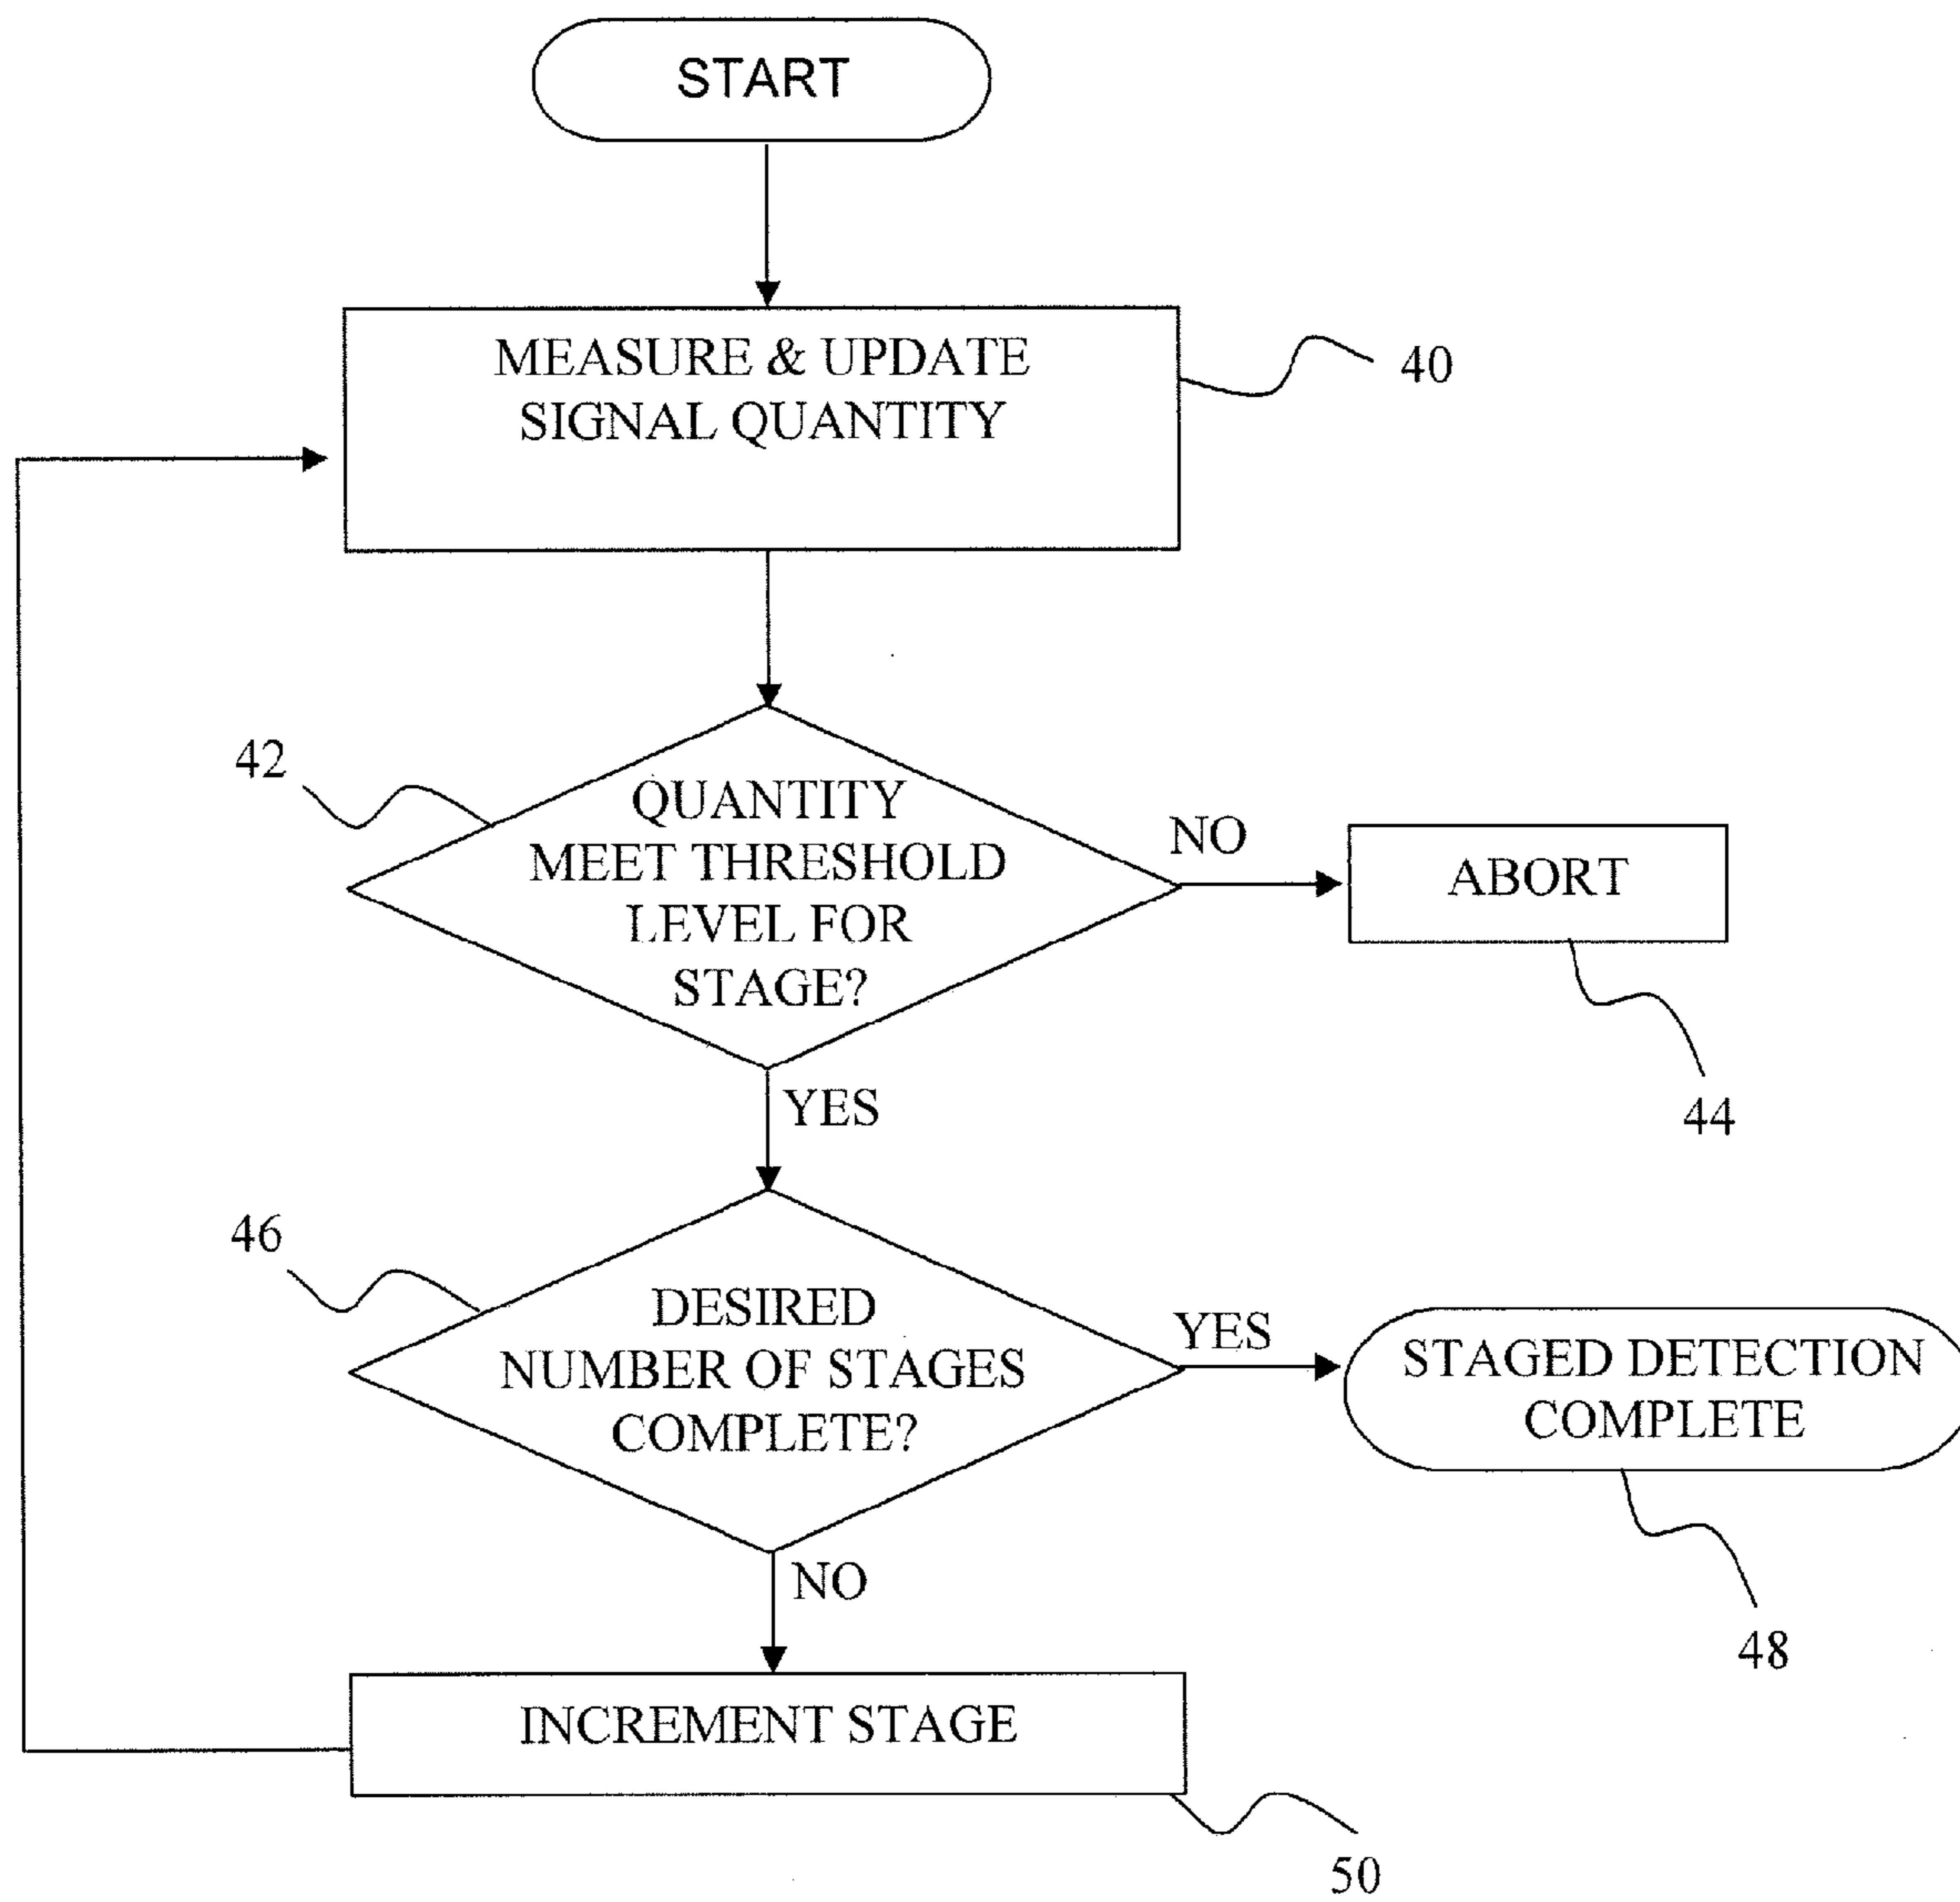 START
MEASURE & UPDATE
SIGNAL QUANTITY
40
42
QUANTITY
MEET THRESHOLD
LEVEL FOR
STAGE?
NO
ABORT
44
YES
46
DESIRED
NUMBER OF STAGES
COMPLETE?
YES
STAGED DETECTION
COMPLETE
48
NO
INCREMENT STAGE
50